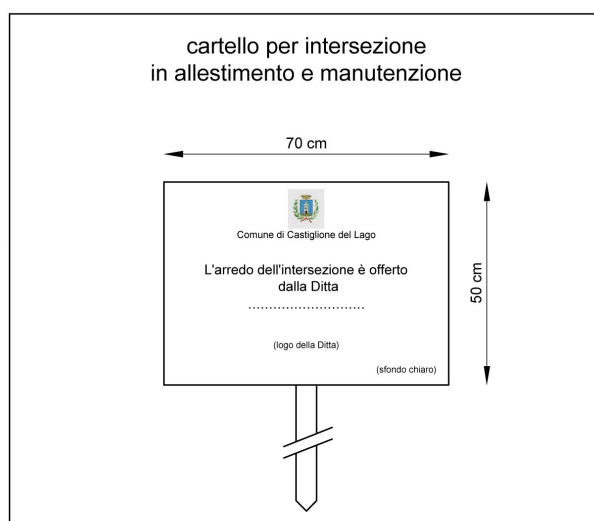 cartello per intersezione
in allestimento e manutenzione
70 cm
Comune di Castiglione del Lago
L'arredo dell'intersezione è offerto
dalla Ditta
............................
(logo della Ditta)
(sfondo chiaro)
50 cm